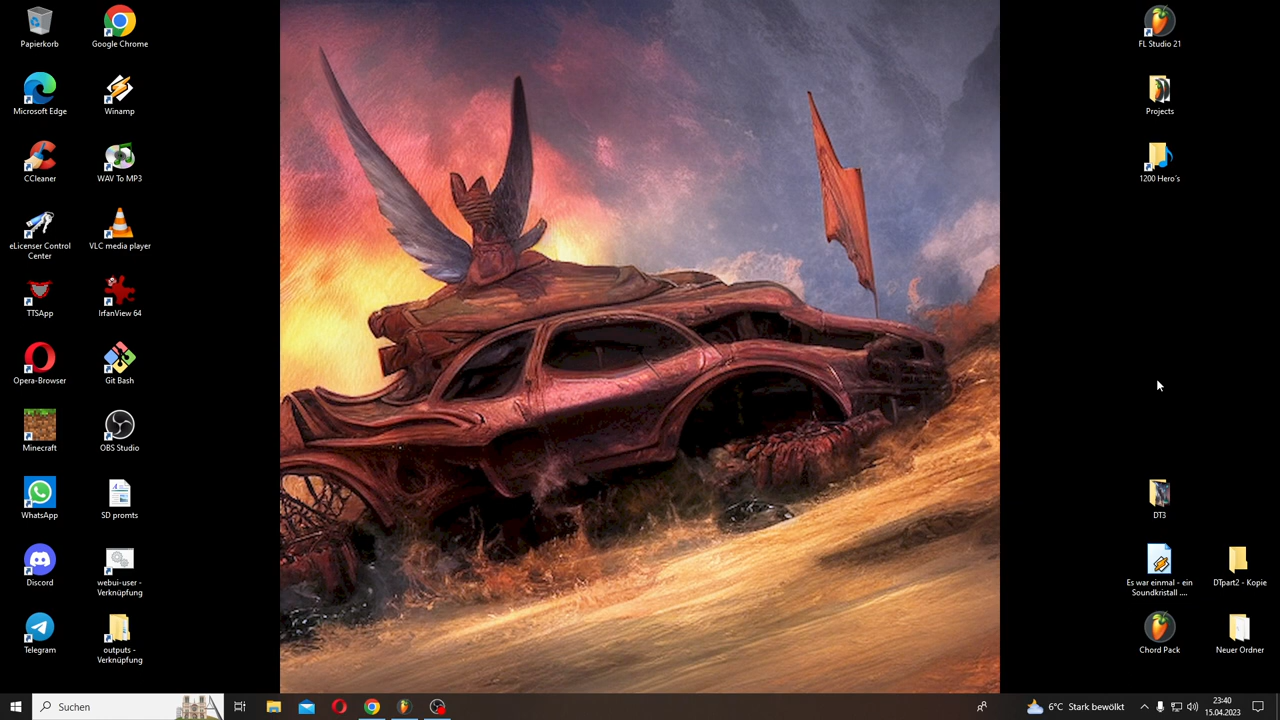 Papierkorb
Google Chrome
Microsoft Edge
Winamp
CCleaner
WAV To MP3
eLicenser Control
Center
VLC media player
TTSApp
IrfanView 64
Opera-Browser
Git Bash
Minecraft
OBS Studio
WhatsApp
SD promts
Discord
webui-user -
Verknüpfung
Telegram
outputs -
Verknüpfung
FL Studio 21
Projects
1200 Hero´s
DT3
Es war einmal - ein
Soundkristall ....
DTpart2 - Kopie
Chord Pack
Neuer Ordner
Suchen
6°C Stark bewölkt
23:40
15.04.2023